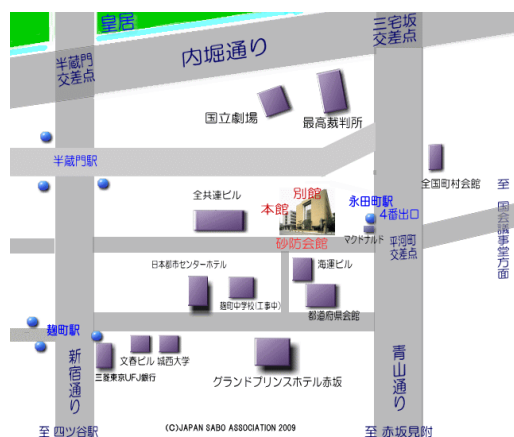 皇居
内堀通り
三宅坂
交差点
半蔵門
交差点
国立劇場
最高裁判所
半蔵門駅
全国町村会館
至 国会議事堂方面
全共連ビル
別館
本館
砂防会館
永田町駅
4番出口
マクドナルド
平河町
交差点
日本都市センターホテル
海運ビル
麹町中学校(工事中)
都道府県会館
麹町駅
文春ビル
城西大学
三菱東京UFJ銀行
グランドプリンスホテル赤坂
新宿通り
青山通り
至 四ツ谷駅
(C)JAPAN SABO ASSOCIATION 2009
至 赤坂見附